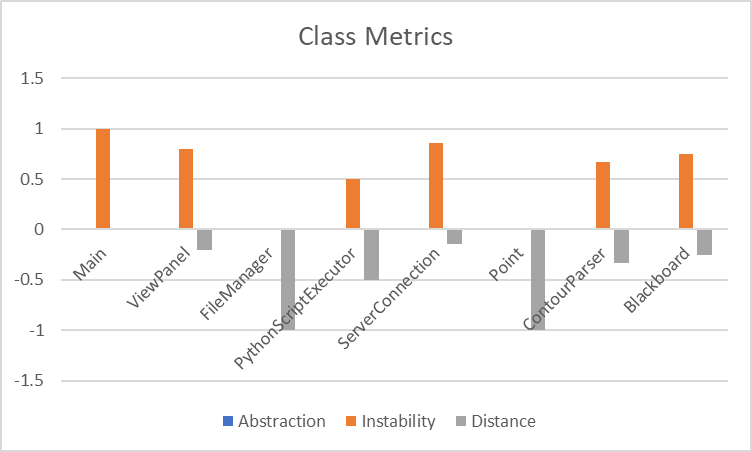 Class Metrics
1.5
1
0.5
0
-0.5
-1
-1.5
Main
ViewPanel
FileManager
PythonScriptExecutor
ServerConnection
Point
ContourParser
Blackboard
Abstraction
Instability
Distance